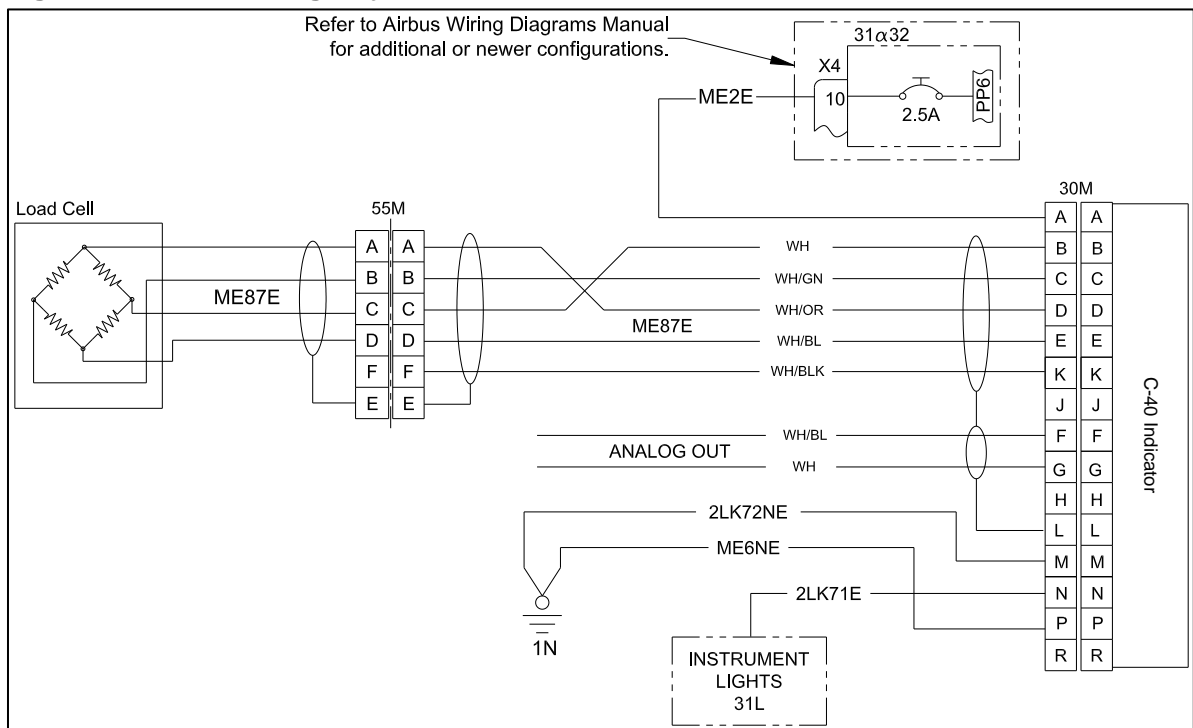 Refer to Airbus Wiring Diagrams Manual
for additional or newer configurations.
31α32
X4
10
2.5A
PP6
ME2E
30M
Load Cell
55M
ME87E
A A
B B
C C
D D
F F
E E
WH
WH/GN
WH/OR
ME87E
WH/BL
WH/BLK
WH/BL
ANALOG OUT
WH
2LK72NE
ME6NE
2LK71E
1N
INSTRUMENT
LIGHTS
31L
A A
B B
C C
D D
E E
K K
J J
F F
G G
H H
L L
M M
N N
P P
R R
C-40 Indicator